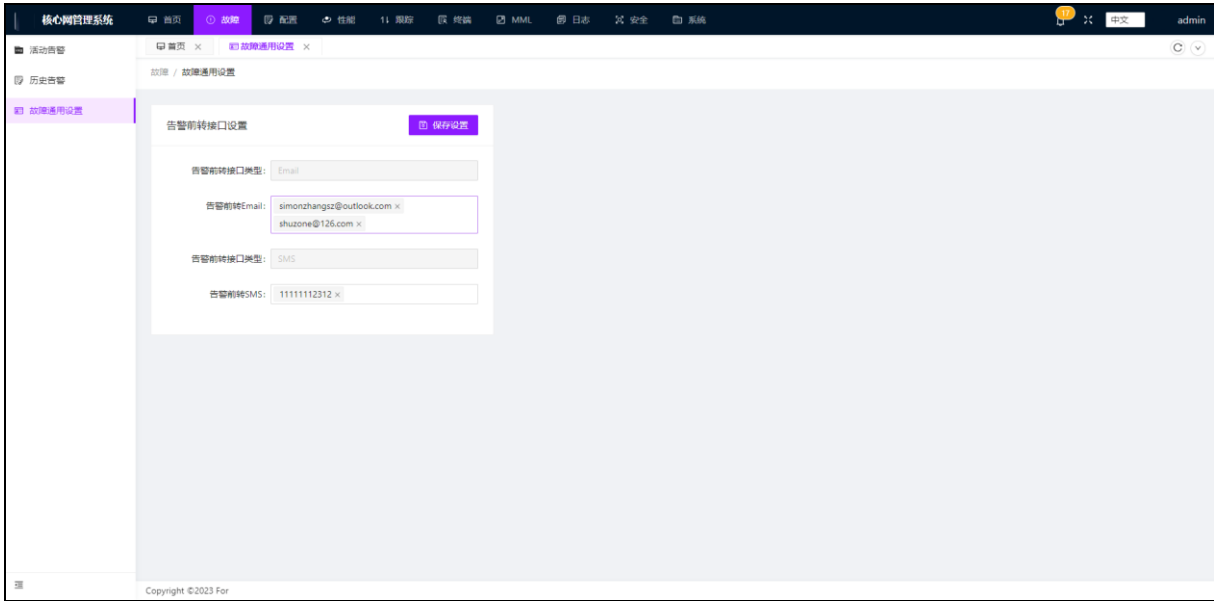 核心网管理系统 首页 故障 配置 性能 跟踪 终端 MML 日志 安全 系统 17 中文 admin
活动告警
历史告警
故障通用设置
首页 × 故障通用设置 ×
故障 / 故障通用设置
告警前转接口设置 保存设置
告警前转接口类型: Email
告警前转Email: simonzhangsz@outlook.com ×
shuzone@126.com ×
告警前转接口类型: SMS
告警前转SMS: 11111112312 ×
Copyright ©2023 For